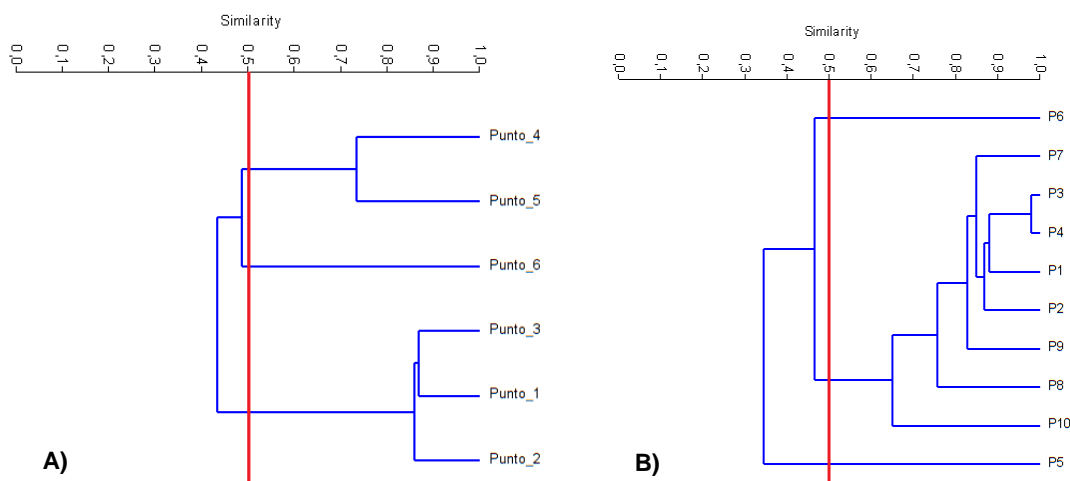 Similarity
0,0 0,1 0,2 0,3 0,4 0,5 0,6 0,7 0,8 0,9 1,0
Punto_4
Punto_5
Punto_6
Punto_3
Punto_1
Punto_2
A)
Similarity
0,0 0,1 0,2 0,3 0,4 0,5 0,6 0,7 0,8 0,9 1,0
P6
P7
P3
P4
P1
P2
P9
P8
P10
P5
B)